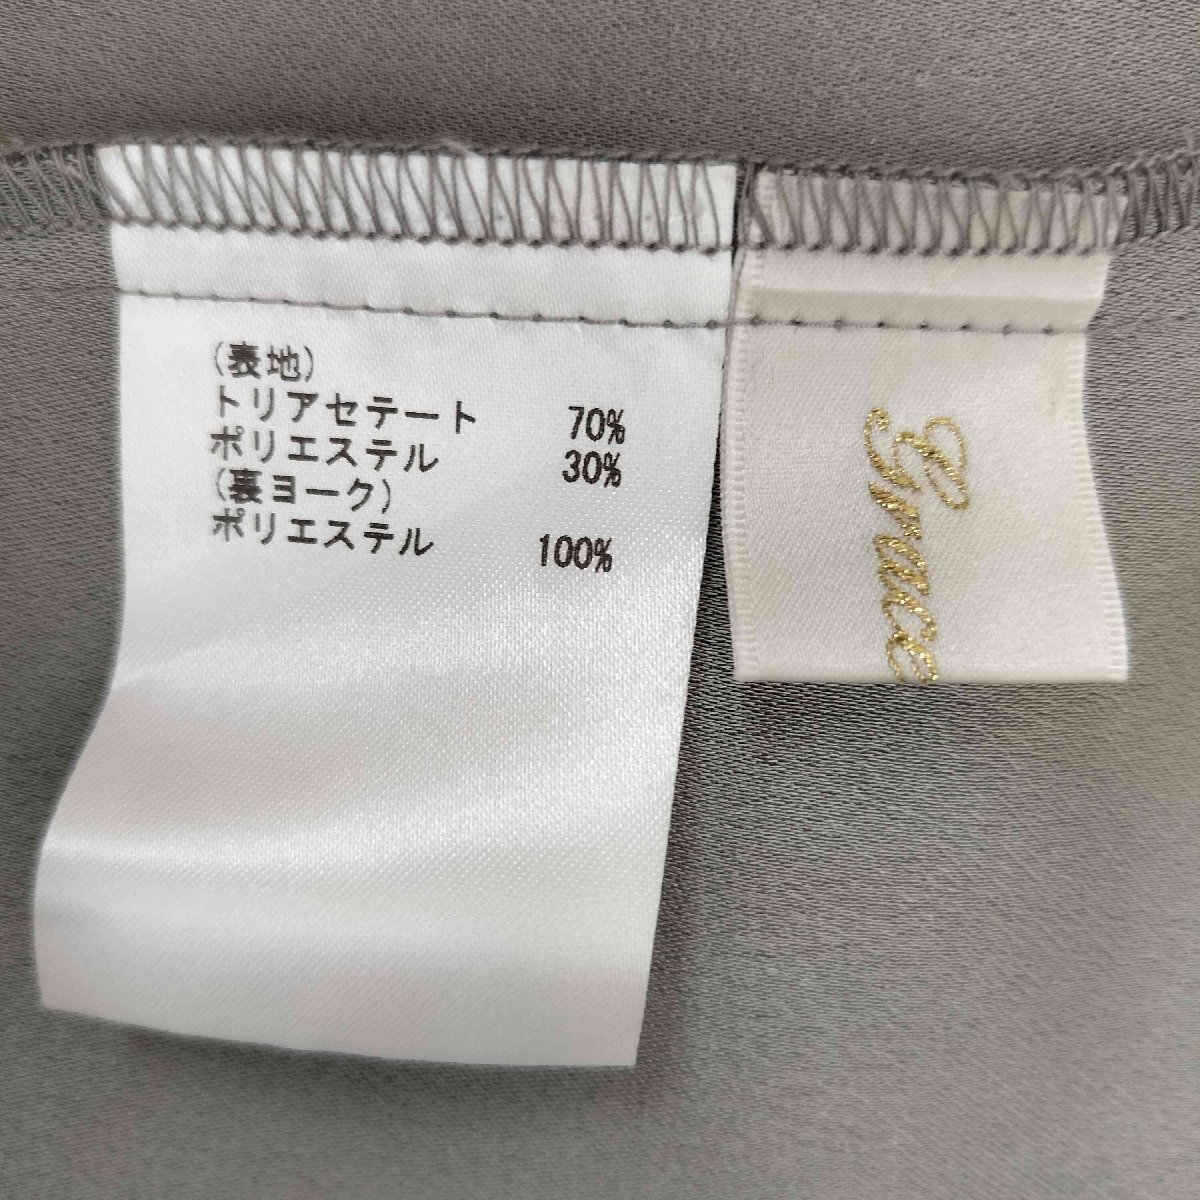 (表地)
トリアセテート 70%
ポリエステル 30%
(裏ヨーク)
ポリエステル 100%
Grace